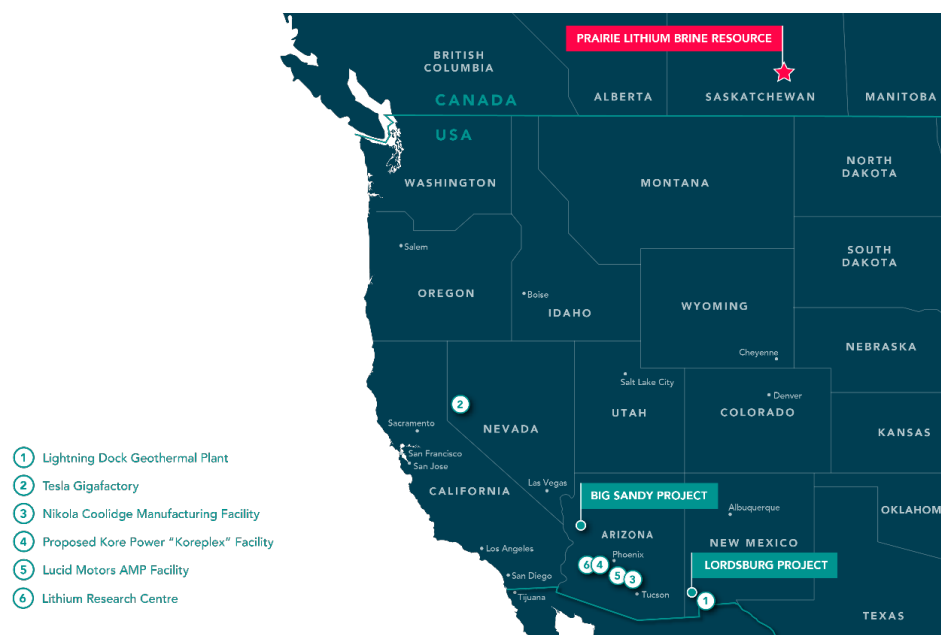 PRAIRIE LITHIUM BRINE RESOURCE
BRITISH
COLUMBIA
CANADA
ALBERTA
SASKATCHEWAN
MANITOBA
USA
WASHINGTON
MONTANA
NORTH
DAKOTA
Salem
SOUTH
DAKOTA
OREGON
Boise
IDAHO
WYOMING
NEBRASKA
Cheyenne
Salt Lake City
Denver
UTAH
COLORADO
2
Sacramento
NEVADA
KANSAS
San Francisco
San Jose
CALIFORNIA
Las Vegas
BIG SANDY PROJECT
Albuquerque
OKLAHOM
ARIZONA
NEW MEXICO
Los Angeles
Phoenix
LORDSBURG PROJECT
6 4
5 3
San Diego
Tijuana
Tucson
1
TEXAS
1 Lightning Dock Geothermal Plant
2 Tesla Gigafactory
3 Nikola Coolidge Manufacturing Facility
4 Proposed Kore Power “Koreplex” Facility
5 Lucid Motors AMP Facility
6 Lithium Research Centre